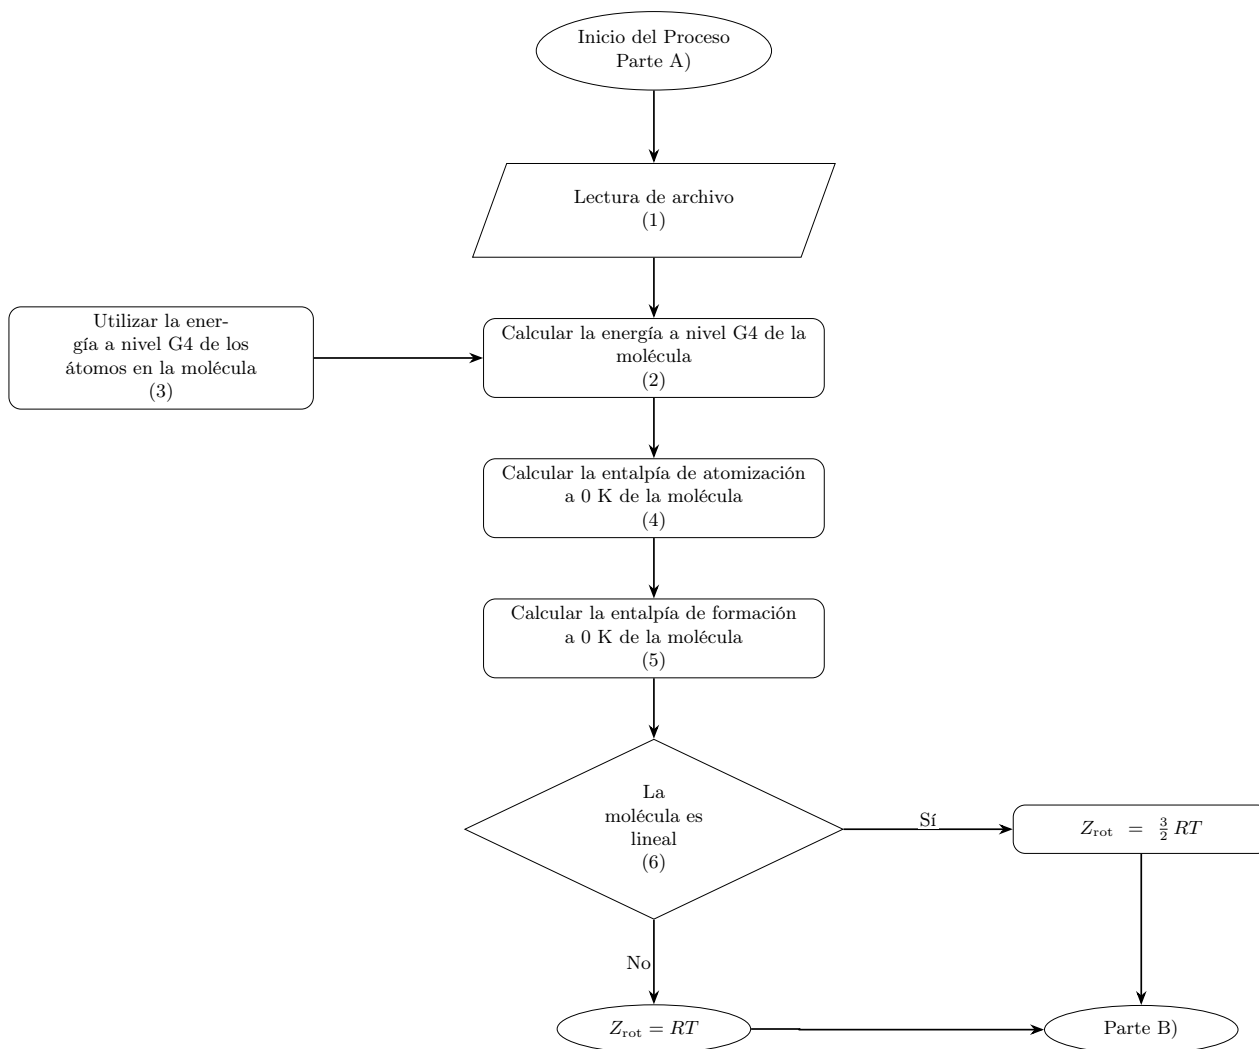 Inicio del Proceso
Parte A)
Lectura de archivo
(1)
Utilizar la ener-
gía a nivel G4 de los
átomos en la molécula
(3)
Calcular la energía a nivel G4 de la
molécula
(2)
Calcular la entalpía de atomización
a 0 K de la molécula
(4)
Calcular la entalpía de formación
a 0 K de la molécula
(5)
La
molécula es
lineal
(6)
Sí
Z_rot = 3/2 RT
No
Z_rot = RT
Parte B)